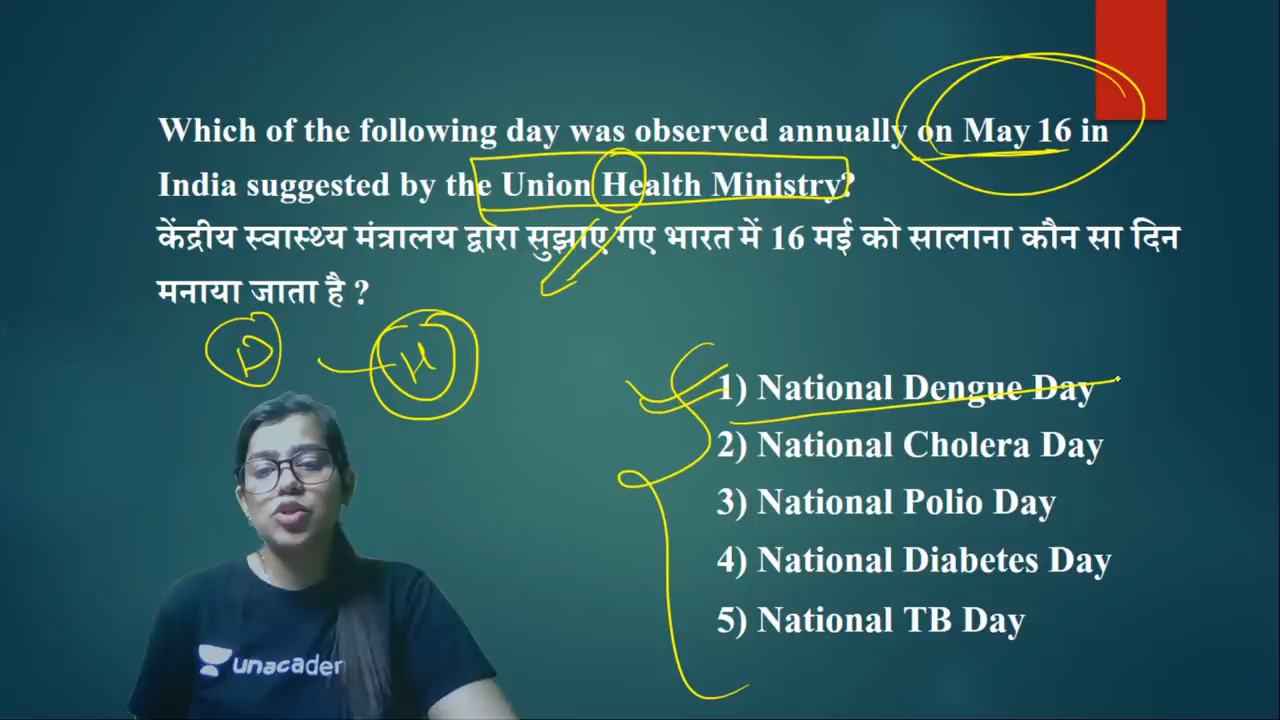 Which of the following day was observed annually on May 16 in
India suggested by the Union Health Ministry?
केंद्रीय स्वास्थ्य मंत्रालय द्वारा सुझाए गए भारत में 16 मई को सालाना कौन सा दिन
मनाया जाता है ?
D H
1) National Dengue Day
2) National Cholera Day
3) National Polio Day
4) National Diabetes Day
5) National TB Day
unacader